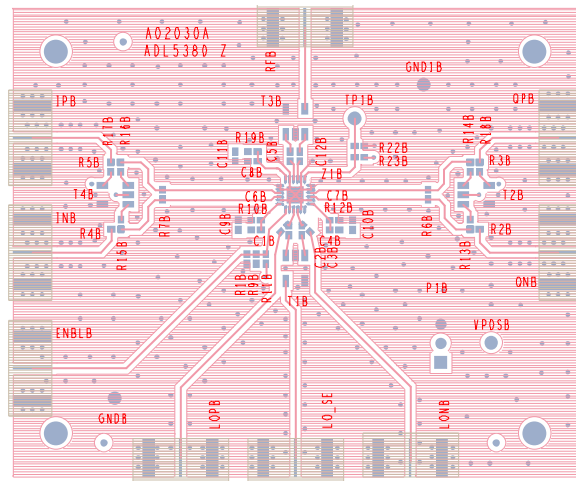 A02030A
ADL5380 Z
RFB
GND1B
IPB
T3B
TP1B
QPB
R17B
R16B
R19B
C11B
C5B
C12B
R22B
R23B
R14B
R18B
R5B
C8B
Z1B
R3B
T4B
C6B
C7B
T2B
INB
R7B
R10B
R12B
R6B
R4B
C9B
C10B
R2B
R15B
C1B
C4B
R13B
C2B
C3B
R1B
R9B
R11B
T1B
P1B
QNB
ENBLB
VPOSB
GNDB
LOPB
LO_SE
LONB